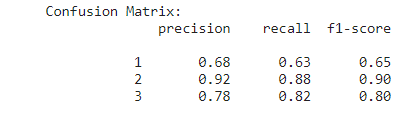 Confusion Matrix:
precision recall f1-score
1 0.68 0.63 0.65
2 0.92 0.88 0.90
3 0.78 0.82 0.80